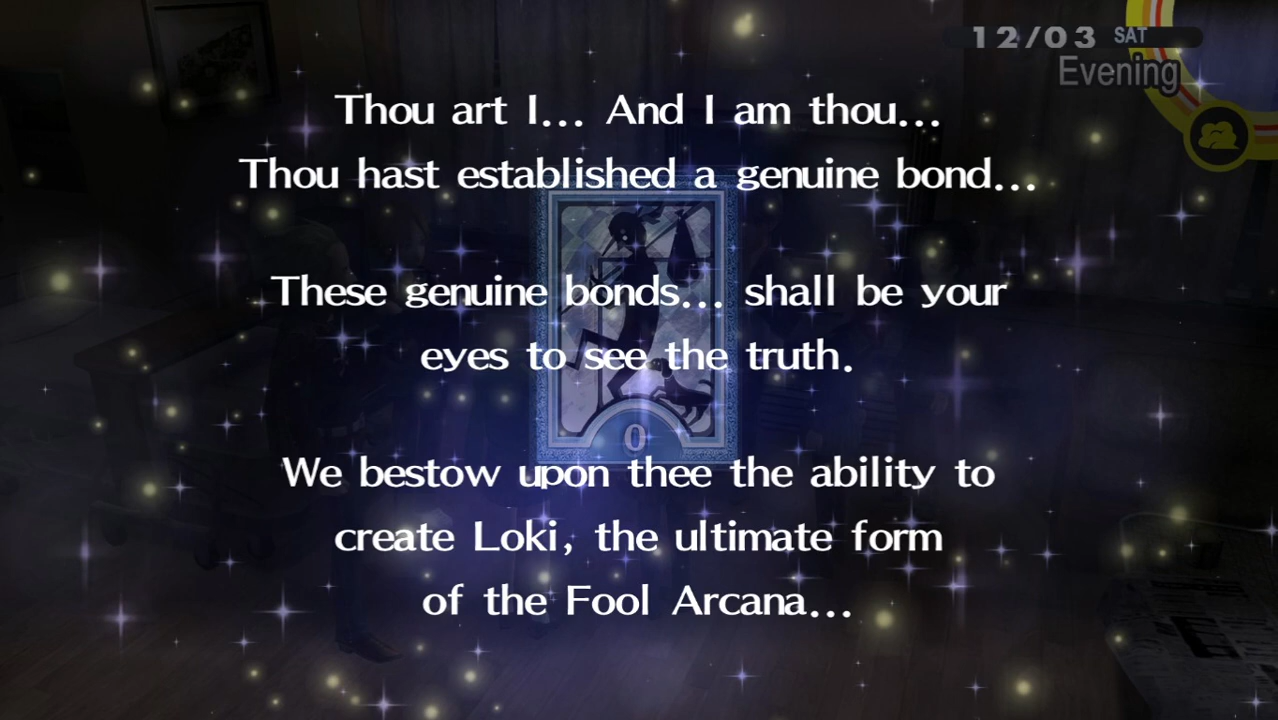 12/03 SAT
Evening
Thou art I... And I am thou...
Thou hast established a genuine bond...
These genuine bonds... shall be your
eyes to see the truth.
0
We bestow upon thee the ability to
create Loki, the ultimate form
of the Fool Arcana...